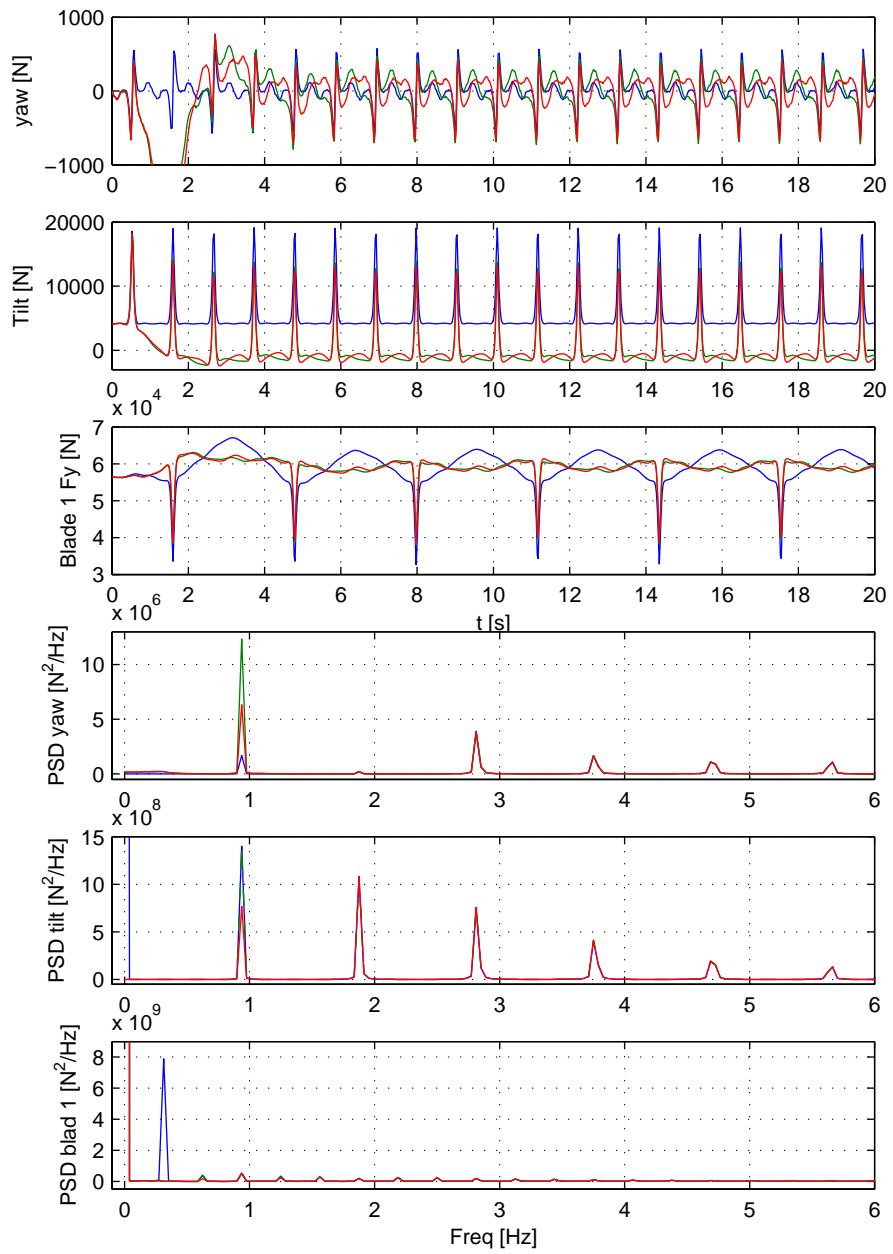 1000
0
−1000
yaw [N]
0 2 4 6 8 10 12 14 16 18 20
20000
10000
0
Tilt [N]
0 2 4 6 8 10 12 14 16 18 20
x 10^4
7
6
5
4
3
Blade 1 Fy [N]
0 2 4 6 8 10 12 14 16 18 20
t [s]
x 10^6
10
5
0
PSD yaw [N^2/Hz]
0 1 2 3 4 5 6
x 10^8
15
10
5
0
PSD tilt [N^2/Hz]
0 1 2 3 4 5 6
x 10^9
8
6
4
2
0
PSD blad 1 [N^2/Hz]
0 1 2 3 4 5 6
Freq [Hz]